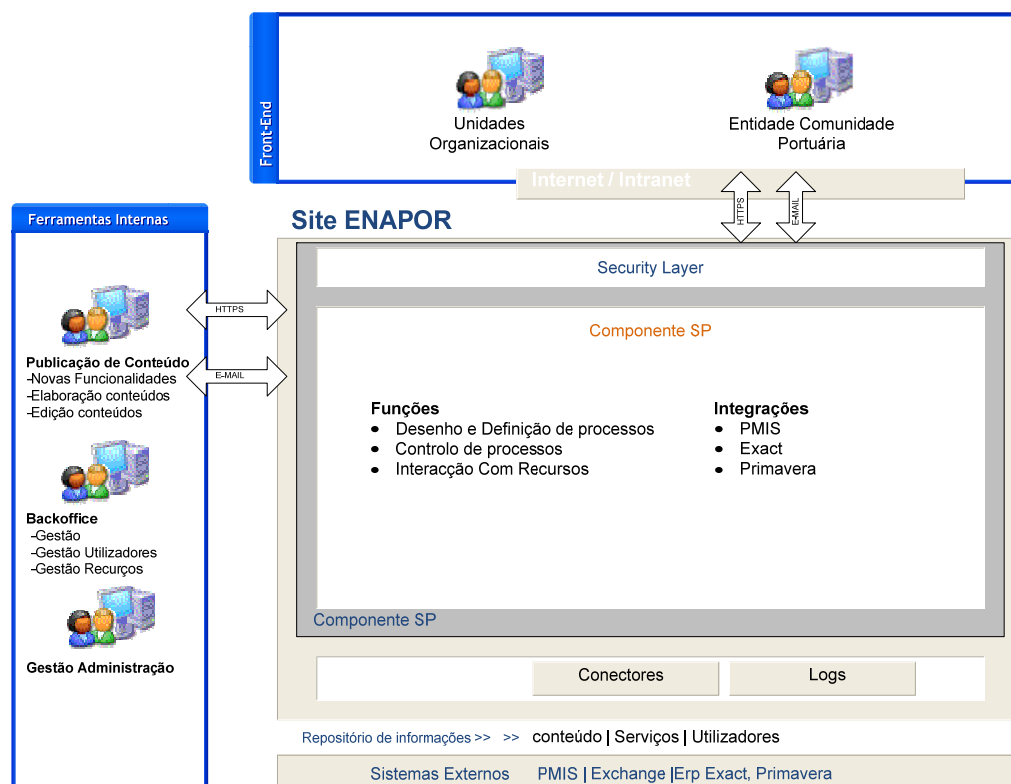 Front-End
Unidades
Organizacionais
Entidade Comunidade
Portuária
Internet / Intranet
HTTPS
E-MAIL
Ferramentas Internas
Publicação de Conteúdo
-Novas Funcionalidades
-Elaboração conteúdos
-Edição conteúdos
Backoffice
-Gestão
-Gestão Utilizadores
-Gestão Recurços
Gestão Administração
HTTPS
E-MAIL
Site ENAPOR
Security Layer
Componente SP
Funções
• Desenho e Definição de processos
• Controlo de processos
• Interacção Com Recursos
Integrações
• PMIS
• Exact
• Primavera
Componente SP
Conectores
Logs
Repositório de informações >> >> conteúdo | Serviços | Utilizadores
Sistemas Externos PMIS | Exchange |Erp Exact, Primavera